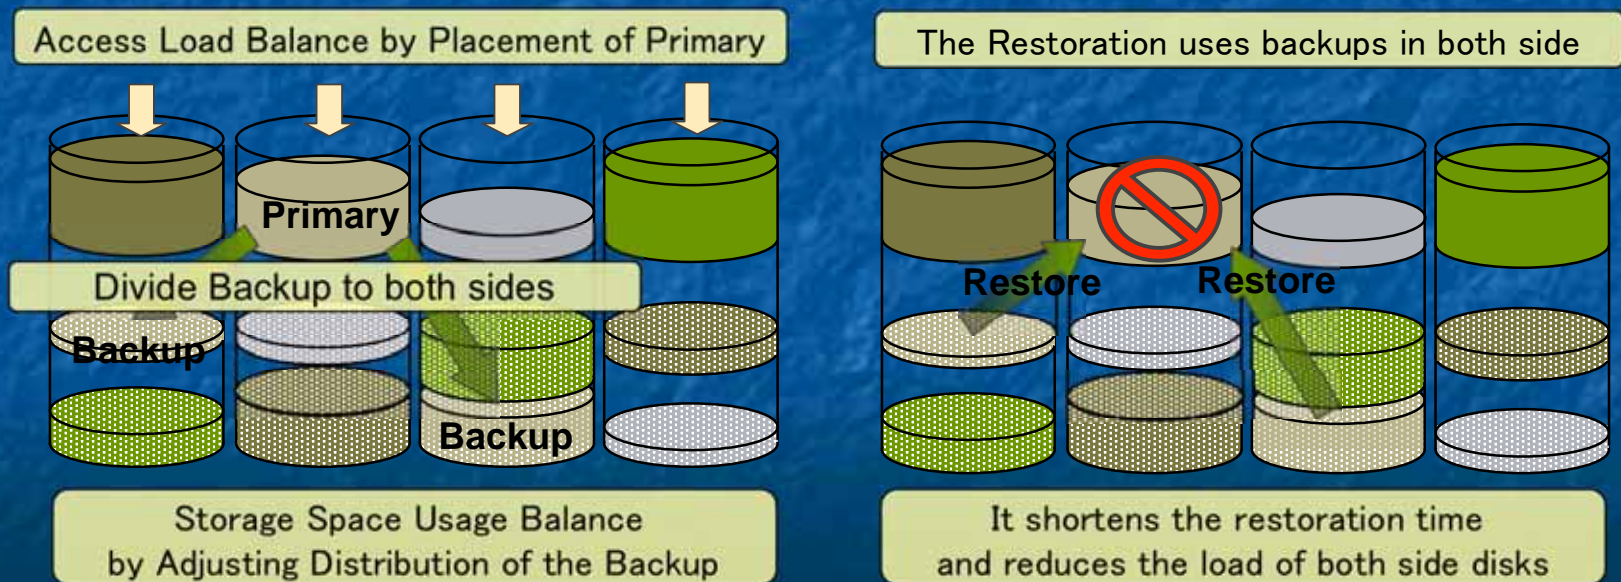 Access Load Balance by Placement of Primary
Primary
Divide Backup to both sides
Backup
Backup
Storage Space Usage Balance
by Adjusting Distribution of the Backup
The Restoration uses backups in both side
Restore
Restore
It shortens the restoration time
and reduces the load of both side disks